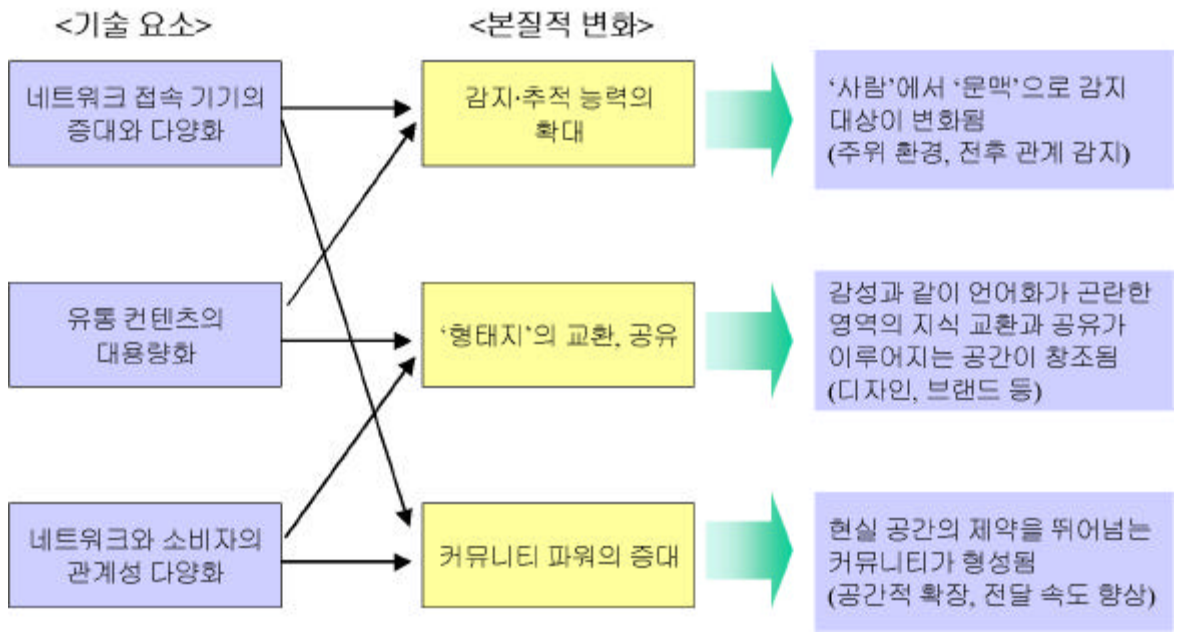 <기술 요소>
<본질적 변화>
네트워크 접속 기기의
증대와 다양화
감지·추적 능력의
확대
‘사람’에서 ‘문맥’으로 감지
대상이 변화됨
(주위 환경, 전후 관계 감지)
유통 컨텐츠의
대용량화
‘형태지’의 교환, 공유
감성과 같이 언어화가 곤란한
영역의 지식 교환과 공유가
이루어지는 공간이 창조됨
(디자인, 브랜드 등)
네트워크와 소비자의
관계성 다양화
커뮤니티 파워의 증대
현실 공간의 제약을 뛰어넘는
커뮤니티가 형성됨
(공간적 확장, 전달 속도 향상)